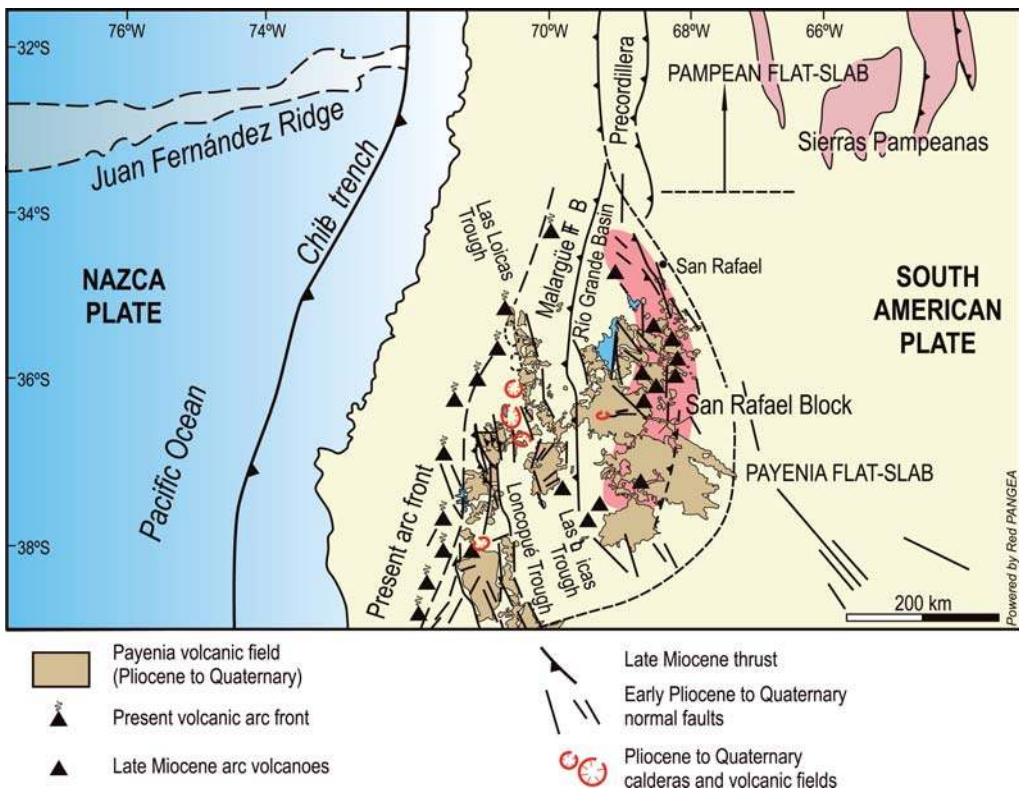 76°W
74°W
70°W
68°W
66°W
32°S
34°S
36°S
38°S
Juan Fernández Ridge
Chile trench
NAZCA
PLATE
Pacific Ocean
Present arc front
Las Loicas
Trough
Malargüe FF B
Rio Grande Basin
Precordillera
PAMPEAN FLAT-SLAB
Sierras Pampeanas
San Rafael
SOUTH
AMERICAN
PLATE
San Rafael Block
PAYENIA FLAT-SLAB
Loncopué Trough
Las Lo icas
Trough
200 km
Powered by Red PANGEA
Payenia volcanic field
(Pliocene to Quaternary)
Present volcanic arc front
Late Miocene arc volcanoes
Late Miocene thrust
Early Pliocene to Quaternary
normal faults
Pliocene to Quaternary
calderas and volcanic fields